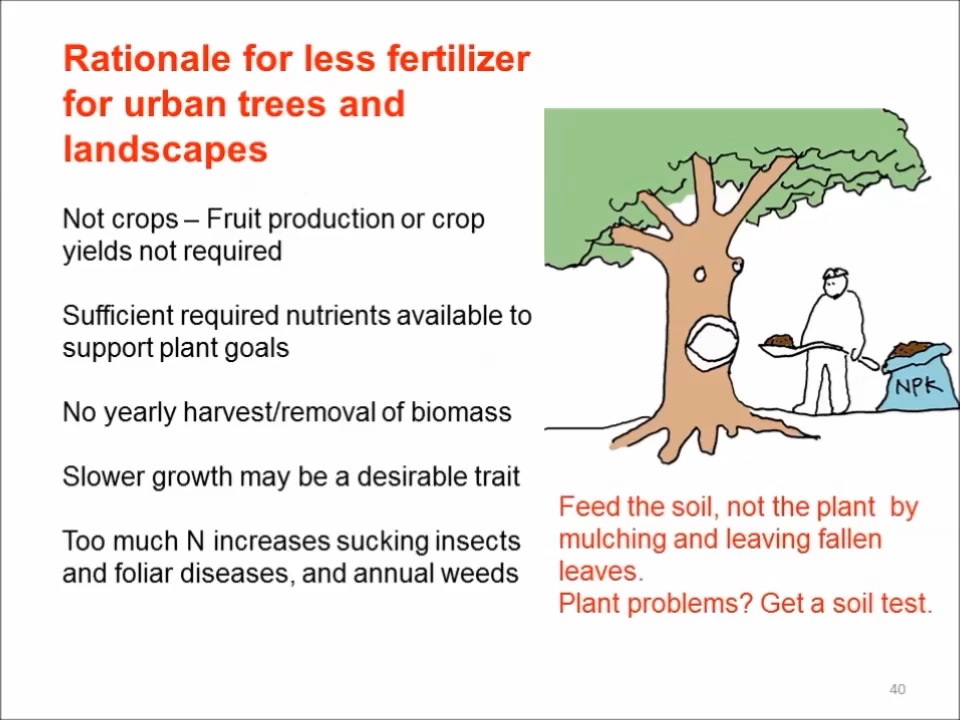 Rationale for less fertilizer
for urban trees and
landscapes
Not crops – Fruit production or crop
yields not required
Sufficient required nutrients available to
support plant goals
No yearly harvest/removal of biomass
Slower growth may be a desirable trait
Too much N increases sucking insects
and foliar diseases, and annual weeds
NPK
Feed the soil, not the plant by
mulching and leaving fallen
leaves.
Plant problems? Get a soil test.
40